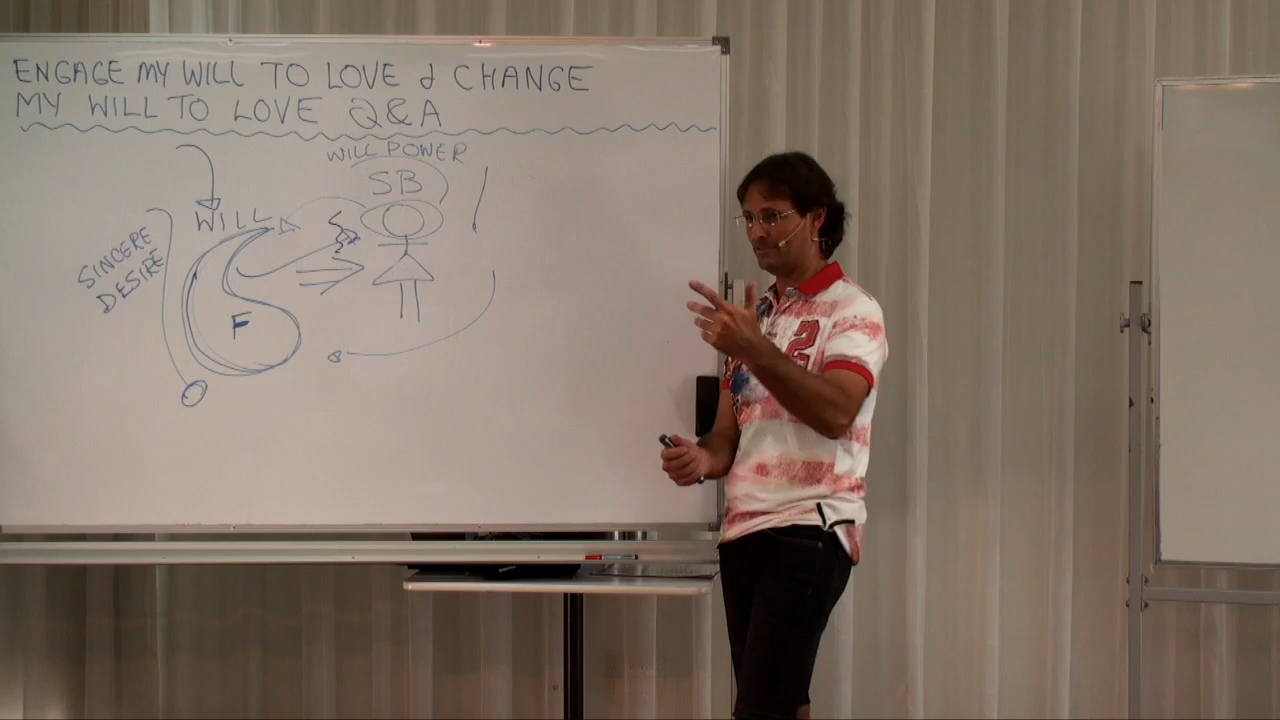 ENGAGE MY WILL TO LOVE & CHANGE
MY WILL TO LOVE Q&A
WILL POWER
SB
WILL
SINCERE
DESIRE
F
2